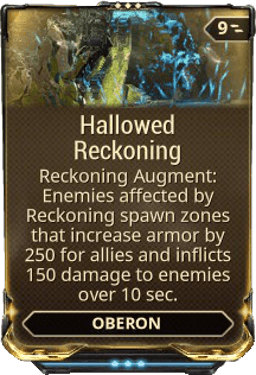 9
Hallowed
Reckoning
Reckoning Augment:
Enemies affected by
Reckoning spawn zones
that increase armor by
250 for allies and inflicts
150 damage to enemies
over 10 sec.
OBERON